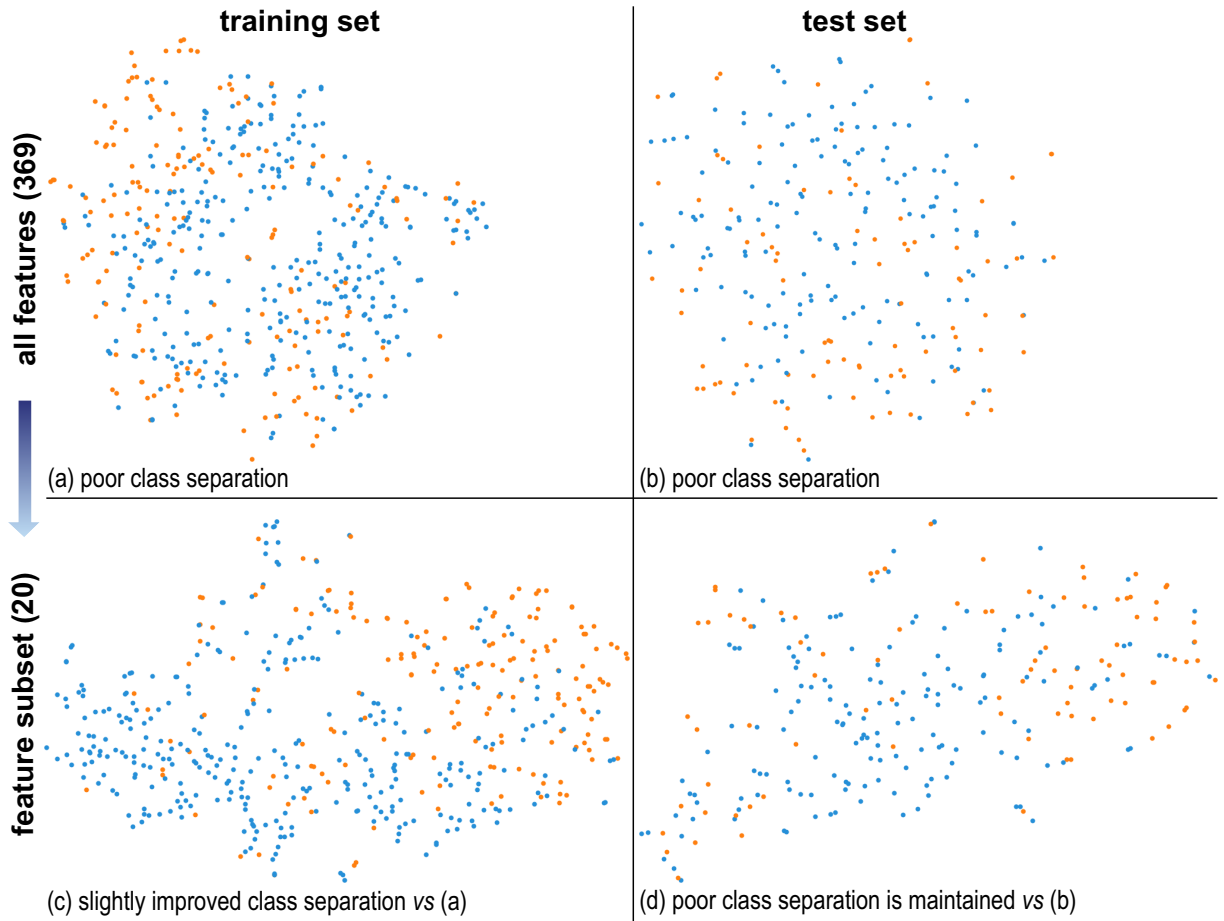 training set
test set
all features (369)
(a) poor class separation
(b) poor class separation
feature subset (20)
(c) slightly improved class separation vs (a)
(d) poor class separation is maintained vs (b)